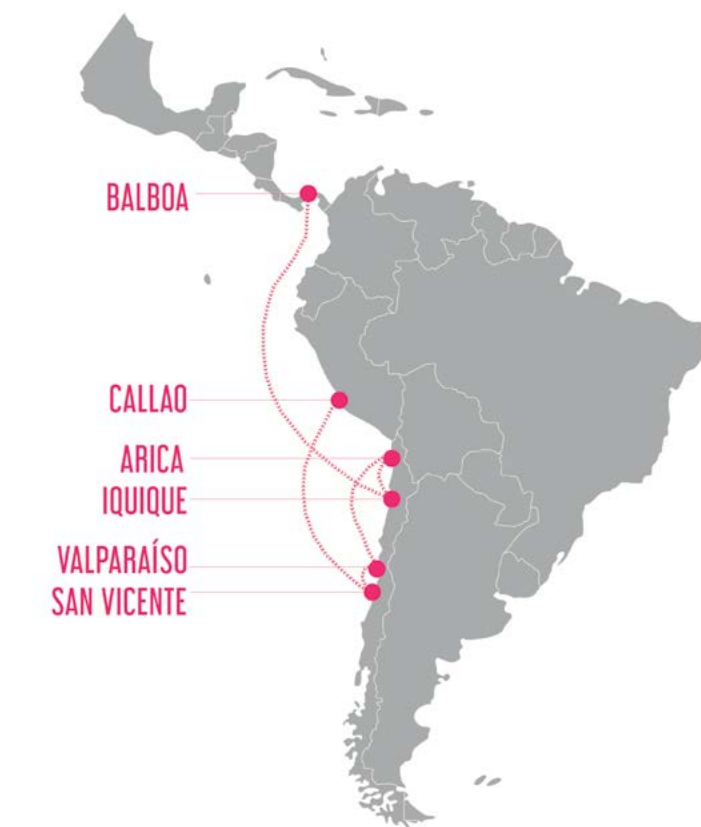 BALBOA
CALLAO
ARICA
IQUIQUE
VALPARAÍSO
SAN VICENTE